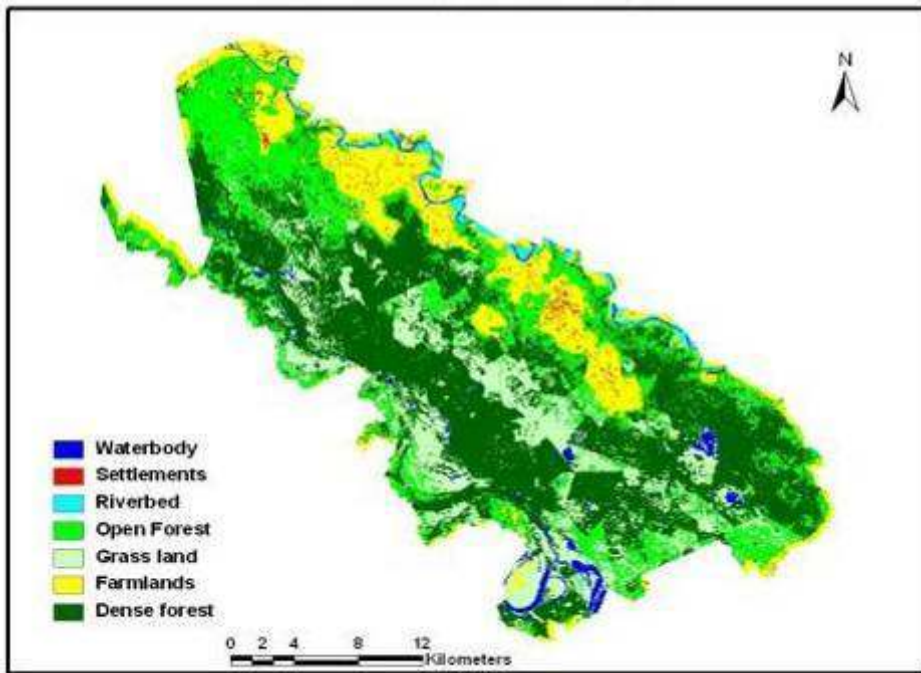 N
Waterbody
Settlements
Riverbed
Open Forest
Grass land
Farmlands
Dense forest
0 2 4 8 12
Kilometers